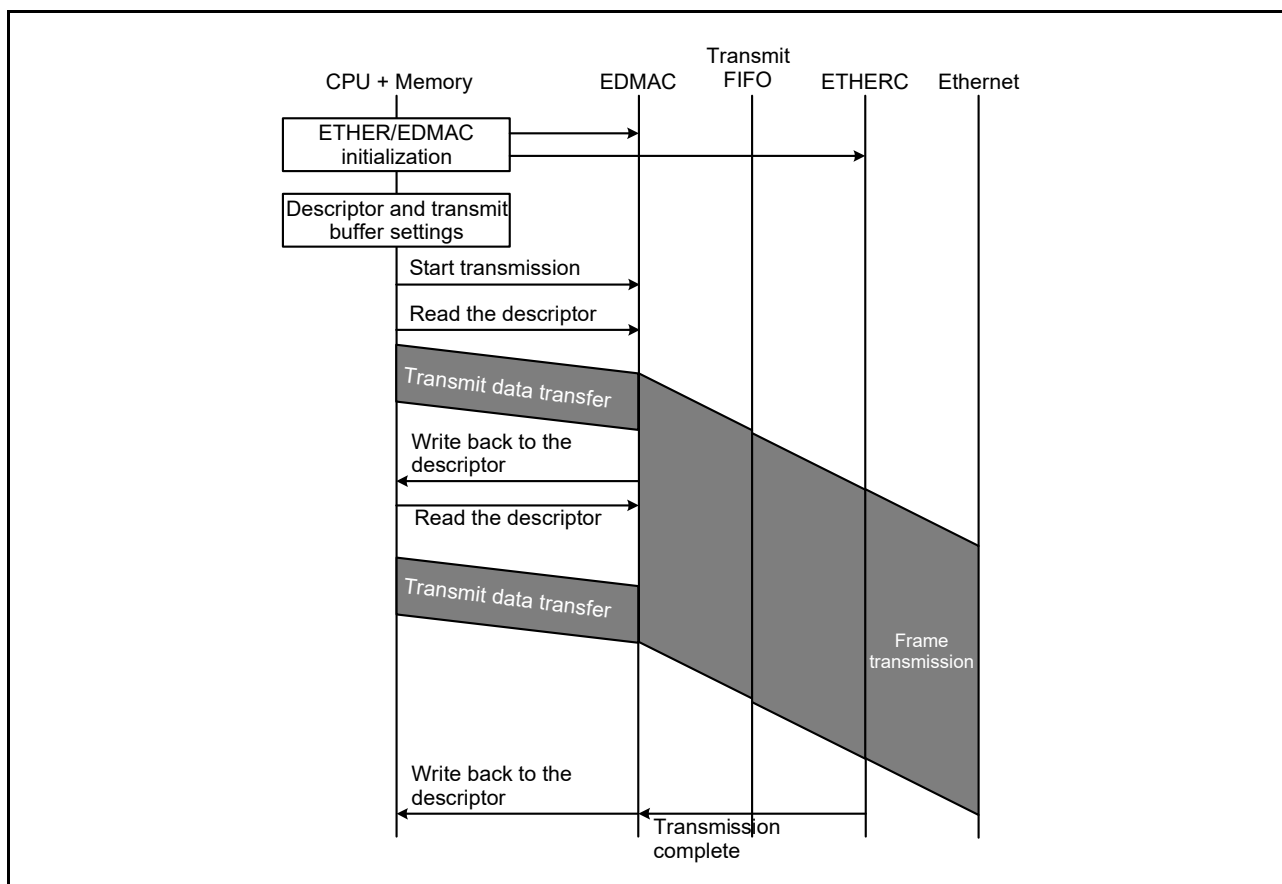 Transmit
FIFO
CPU + Memory
EDMAC
ETHERC
Ethernet
ETHER/EDMAC
initialization
Descriptor and transmit
buffer settings
Start transmission
Read the descriptor
Transmit data transfer
Write back to the
descriptor
Read the descriptor
Transmit data transfer
Frame
transmission
Write back to the
descriptor
Transmission
complete